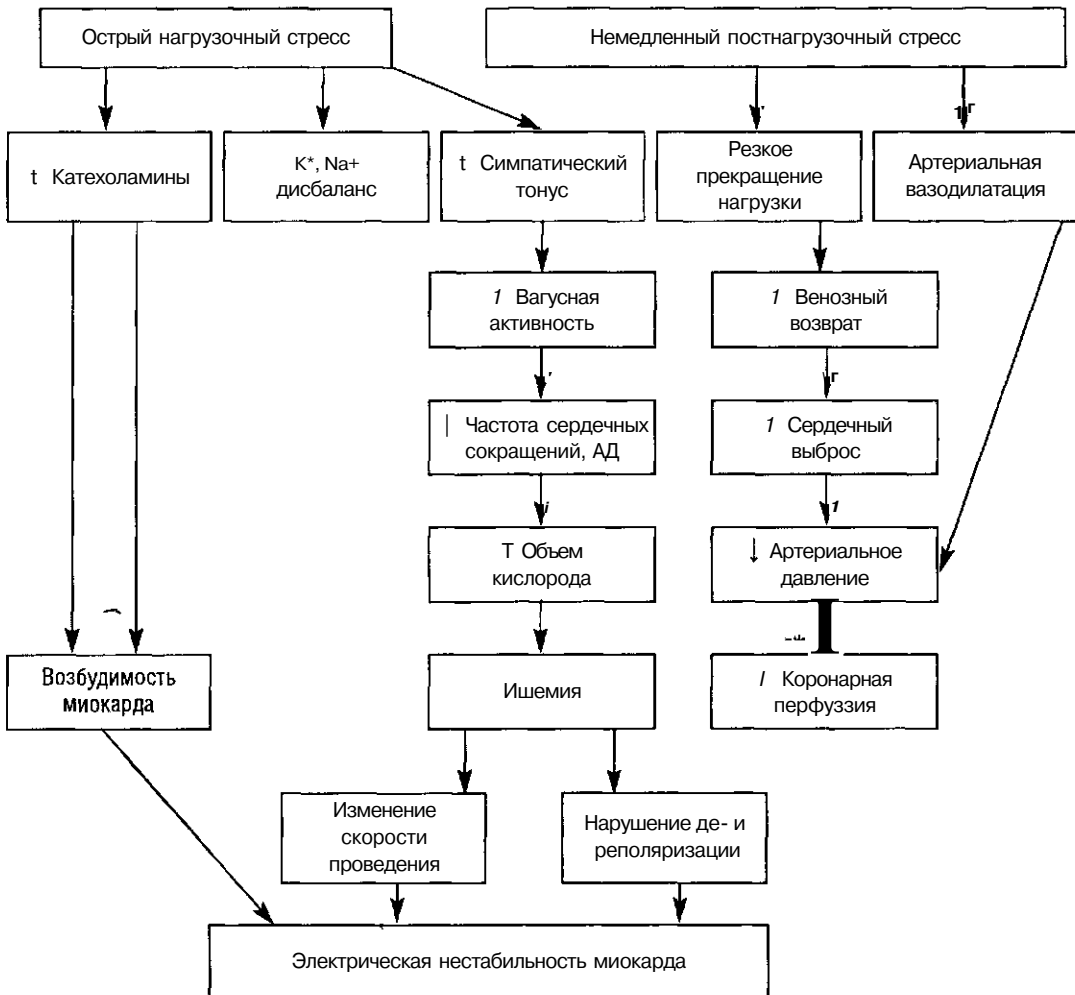 Острый нагрузочный стресс
Немедленный постнагрузочный стресс
t Катехоламины
K*, Na+
дисбаланс
t Симпатический
тонус
Резкое
прекращение
нагрузки
Артериальная
вазодилатация
1 Вагусная
активность
1 Венозный
возврат
| Частота сердечных
сокращений, АД
1 Сердечный
выброс
T Объем
кислорода
↓ Артериальное
давление
Возбудимость
миокарда
Ишемия
I Коронарная
перфуззия
Изменение
скорости
проведения
Нарушение де- и
реполяризации
Электрическая нестабильность миокарда